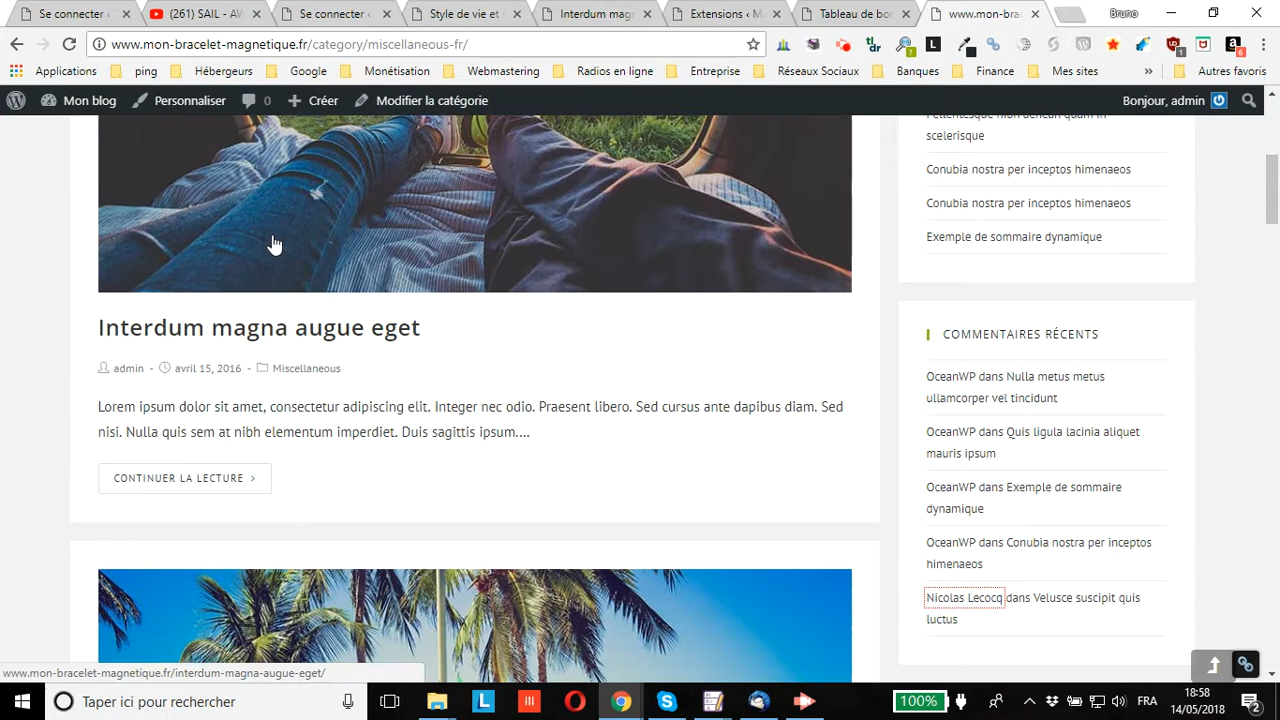 Se connecter ‹
(261) SAIL - AW
Se connecter ‹
Style de vie et
Interdum magn
Extensions ‹ M
Tableau de bor
www.mon-brac
Bruno
www.mon-bracelet-magnetique.fr/category/miscellaneous-fr/
Applications
ping
Hébergeurs
Google
Monétisation
Webmastering
Radios en ligne
Entreprise
Réseaux Sociaux
Banques
Finance
Mes sites
»
Autres favoris
Mon blog
Personnaliser
0
Créer
Modifier la catégorie
Bonjour, admin
Pellentesque nibh aenean quam in
scelerisque
Conubia nostra per inceptos himenaeos
Conubia nostra per inceptos himenaeos
Exemple de sommaire dynamique
Interdum magna augue eget
admin - avril 15, 2016 - Miscellaneous
Lorem ipsum dolor sit amet, consectetur adipiscing elit. Integer nec odio. Praesent libero. Sed cursus ante dapibus diam. Sed
nisi. Nulla quis sem at nibh elementum imperdiet. Duis sagittis ipsum....
CONTINUER LA LECTURE >
COMMENTAIRES RÉCENTS
OceanWP dans Nulla metus metus
ullamcorper vel tincidunt
OceanWP dans Quis ligula lacinia aliquet
mauris ipsum
OceanWP dans Exemple de sommaire
dynamique
OceanWP dans Conubia nostra per inceptos
himenaeos
Nicolas Lecocq dans Velusce suscipit quis
luctus
www.mon-bracelet-magnetique.fr/interdum-magna-augue-eget/
Taper ici pour rechercher
100%
FRA
18:58
14/05/2018
2